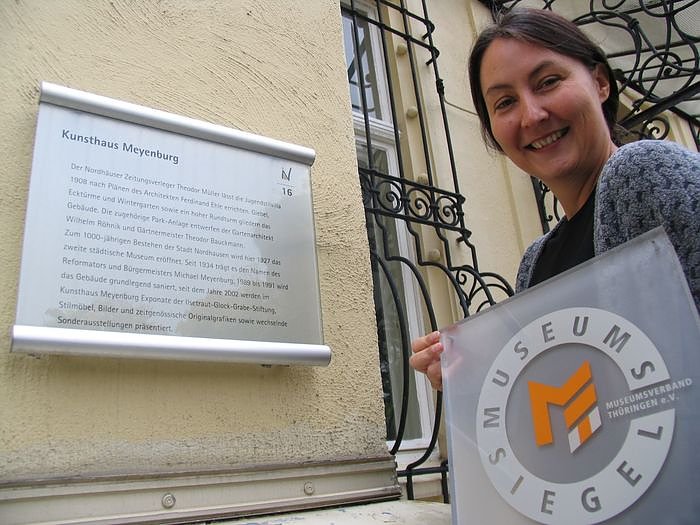 Kunsthaus Meyenburg
N
16
Der Nordhäuser Zeitungsverleger Theodor Müller lässt die Jugendstilvilla
1908 nach Plänen des Architekten Ferdinand Ehle errichten. Giebel,
Ecktürme und Wintergarten sowie ein hoher Rundturm gliedern das
Gebäude. Die zugehörige Park-Anlage entwerfen der Gartenarchitekt
Wilhelm Röhnik und Gärtnermeister Theodor Bauckmann.
Zum 1000-jährigen Bestehen der Stadt Nordhausen wird hier 1927 das
zweite städtische Museum eröffnet. Seit 1934 trägt es den Namen des
Reformators und Bürgermeisters Michael Meyenburg. 1989 bis 1991 wird
das Gebäude grundlegend saniert, seit dem Jahre 2002 werden im
Kunsthaus Meyenburg Exponate der Ilsetraut-Glock-Grabe-Stiftung,
Stilmöbel, Bilder und zeitgenössische Originalgrafiken sowie wechselnde
Sonderausstellungen präsentiert.
MUSEUMS
MUSEUMSVERBAND
THÜRINGEN e.V.
SIEGEL